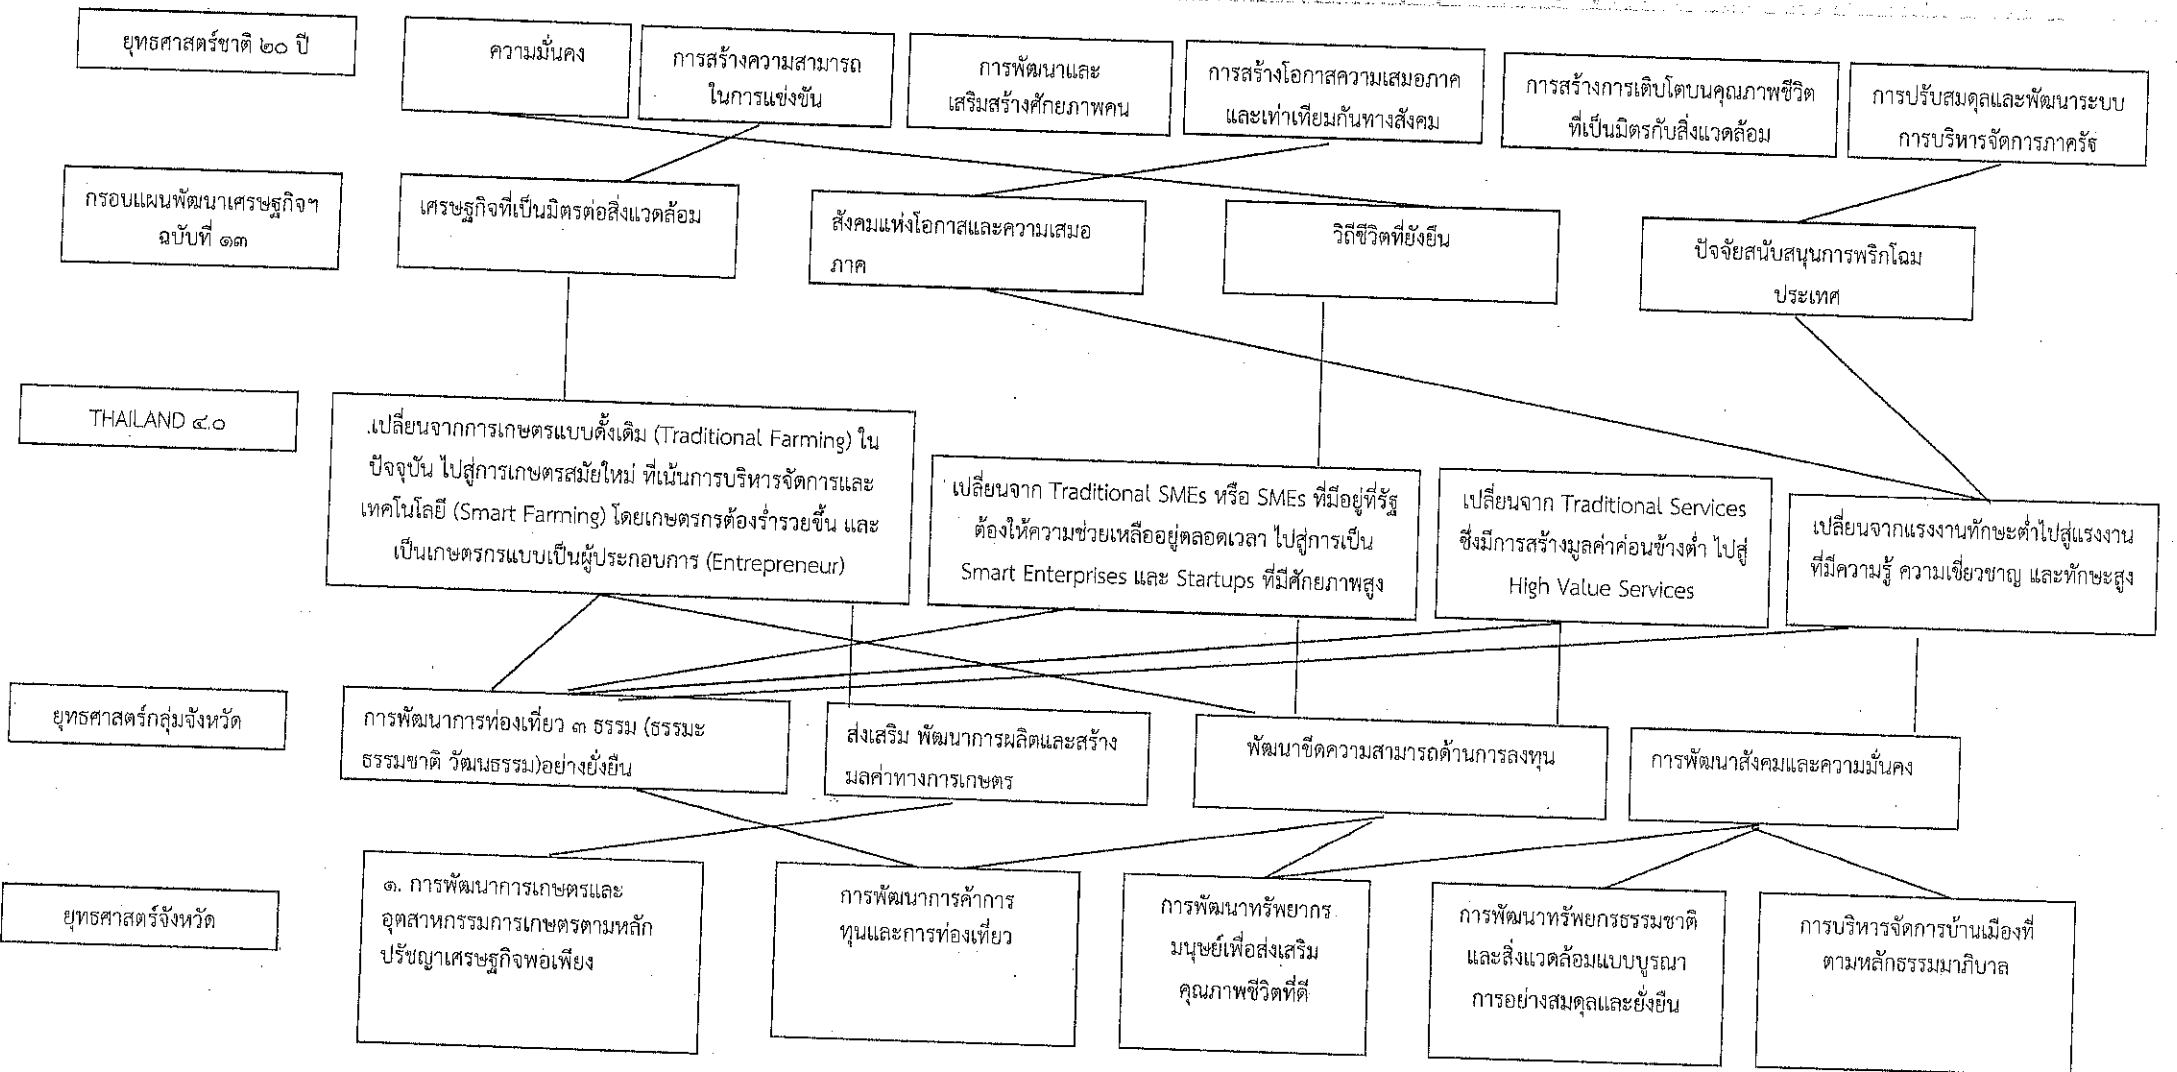 ยุทธศาสตร์ชาติ ๒๐ ปี
ความมั่นคง
การสร้างความสามารถ
ในการแข่งขัน
การพัฒนาและ
เสริมสร้างศักยภาพคน
การสร้างโอกาสความเสมอภาค
และเท่าเทียมกันทางสังคม
การสร้างการเติบโตบนคุณภาพชีวิต
ที่เป็นมิตรกับสิ่งแวดล้อม
การปรับสมดุลและพัฒนาระบบ
การบริหารจัดการภาครัฐ
กรอบแผนพัฒนาเศรษฐกิจฯ
ฉบับที่ ๑๓
เศรษฐกิจที่เป็นมิตรต่อสิ่งแวดล้อม
สังคมแห่งโอกาสและความเสมอ
ภาค
วิถีชีวิตที่ยังยืน
ปัจจัยสนับสนุนการพริกโฉม
ประเทศ
THAILAND ๔.๐
.เปลี่ยนจากการเกษตรแบบดั้งเดิม (Traditional Farming) ใน
ปัจจุบัน ไปสู่การเกษตรสมัยใหม่ ที่เน้นการบริหารจัดการและ
เทคโนโลยี (Smart Farming) โดยเกษตรกรต้องร่ำรวยขึ้น และ
เป็นเกษตรกรแบบเป็นผู้ประกอบการ (Entrepreneur)
เปลี่ยนจาก Traditional SMEs หรือ SMEs ที่มีอยู่ที่รัฐ
ต้องให้ความช่วยเหลืออยู่ตลอดเวลา ไปสู่การเป็น
Smart Enterprises และ Startups ที่มีศักยภาพสูง
เปลี่ยนจาก Traditional Services
ซึ่งมีการสร้างมูลค่าค่อนข้างต่ำ ไปสู่
High Value Services
เปลี่ยนจากแรงงานทักษะต่ำไปสู่แรงงาน
ที่มีความรู้ ความเชี่ยวชาญ และทักษะสูง
ยุทธศาสตร์กลุ่มจังหวัด
การพัฒนาการท่องเที่ยว ๓ ธรรม (ธรรมะ
ธรรมชาติ วัฒนธรรม)อย่างยั่งยืน
ส่งเสริม พัฒนาการผลิตและสร้าง
มูลค่าทางการเกษตร
พัฒนาขีดความสามารถด้านการลงทุน
การพัฒนาสังคมและความมั่นคง
ยุทธศาสตร์จังหวัด
๑. การพัฒนาการเกษตรและ
อุตสาหกรรมการเกษตรตามหลัก
ปรัชญาเศรษฐกิจพอเพียง
การพัฒนาการค้าการ
ทุนและการท่องเที่ยว
การพัฒนาทรัพยากร
มนุษย์เพื่อส่งเสริม
คุณภาพชีวิตที่ดี
การพัฒนาทรัพยกรธรรมชาติ
และสิ่งแวดล้อมแบบบูรณา
การอย่างสมดุลและยั่งยืน
การบริหารจัดการบ้านเมืองที่
ตามหลักธรรมมาภิบาล